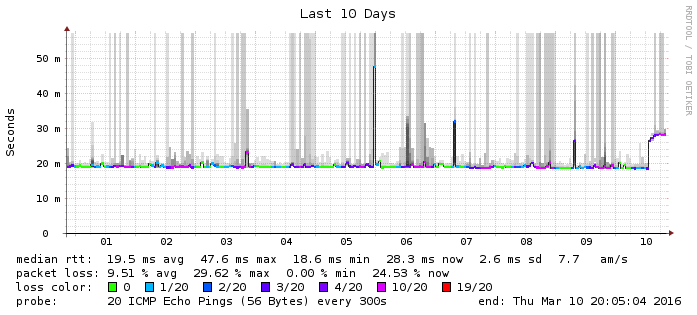 Last 10 Days
RRDTOOL / TOBI OETIKER
Seconds
50 m
40 m
30 m
20 m
10 m
0
01 02 03 04 05 06 07 08 09 10
median rtt: 19.5 ms avg 47.6 ms max 18.6 ms min 28.3 ms now 2.6 ms sd 7.7 am/s
packet loss: 9.51 % avg 29.62 % max 0.00 % min 24.53 % now
loss color: 0 1/20 2/20 3/20 4/20 10/20 19/20
probe: 20 ICMP Echo Pings (56 Bytes) every 300s end: Thu Mar 10 20:05:04 2016